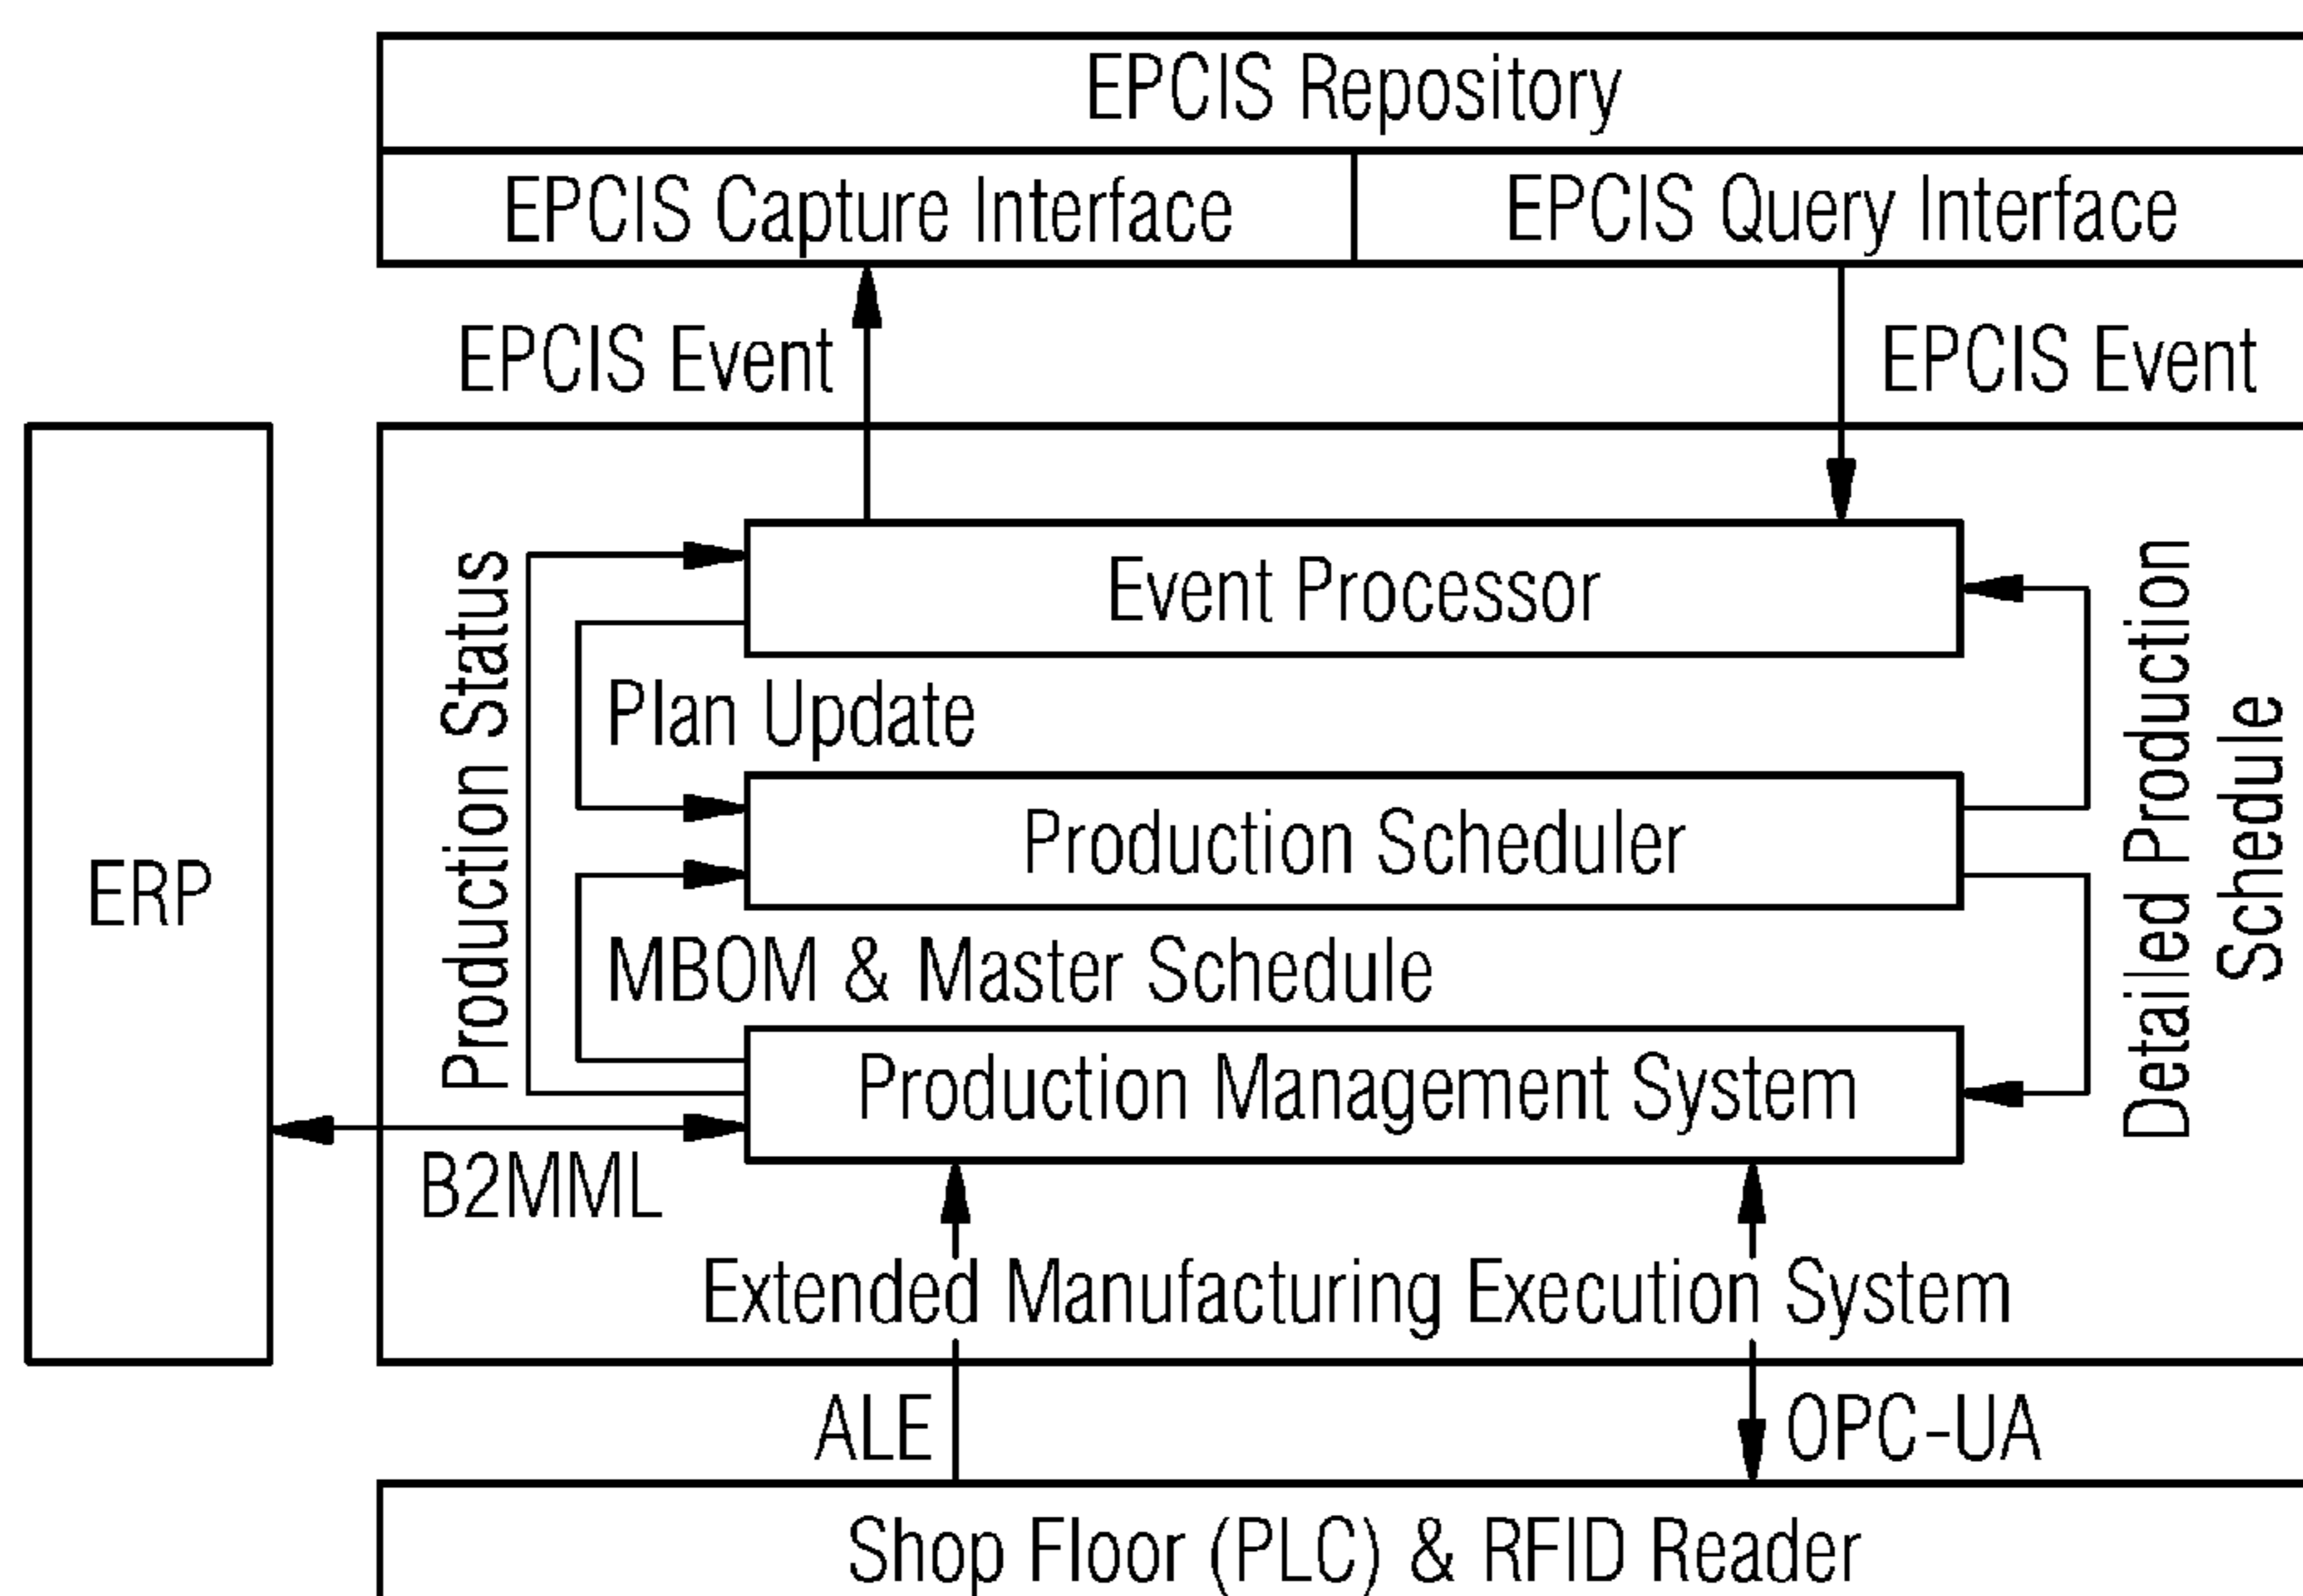 EPCIS Repository
EPCIS Capture Interface
EPCIS Query Interface
EPCIS Event
EPCIS Event
ERP
Production Status
Event Processor
Plan Update
Production Scheduler
MBOM & Master Schedule
Production Management System
Detailed Production
Schedule
B2MML
Extended Manufacturing Execution System
ALE
OPC-UA
Shop Floor (PLC) & RFID Reader